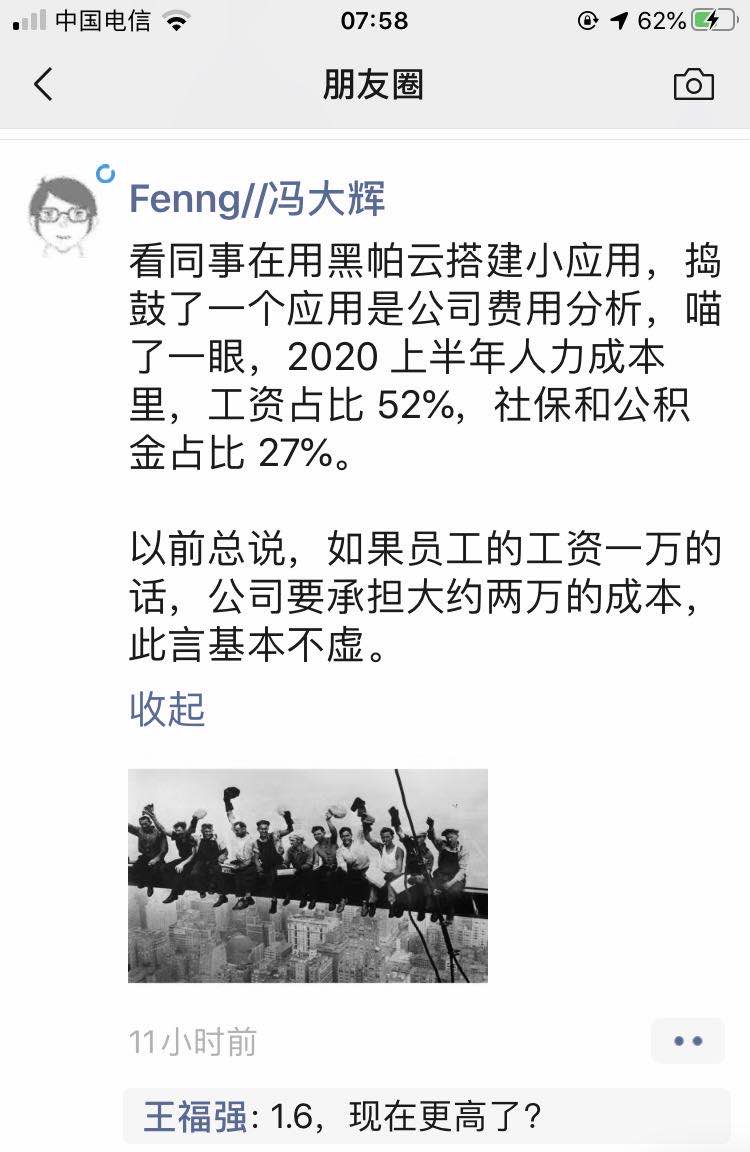 中国电信
07:58
62%
朋友圈
Fenng//冯大辉
看同事在用黑帕云搭建小应用，捣
鼓了一个应用是公司费用分析，喵
了一眼，2020 上半年人力成本
里，工资占比 52%，社保和公积
金占比 27%。
以前总说，如果员工的工资一万的
话，公司要承担大约两万的成本，
此言基本不虚。
收起
11小时前
王福强: 1.6，现在更高了？